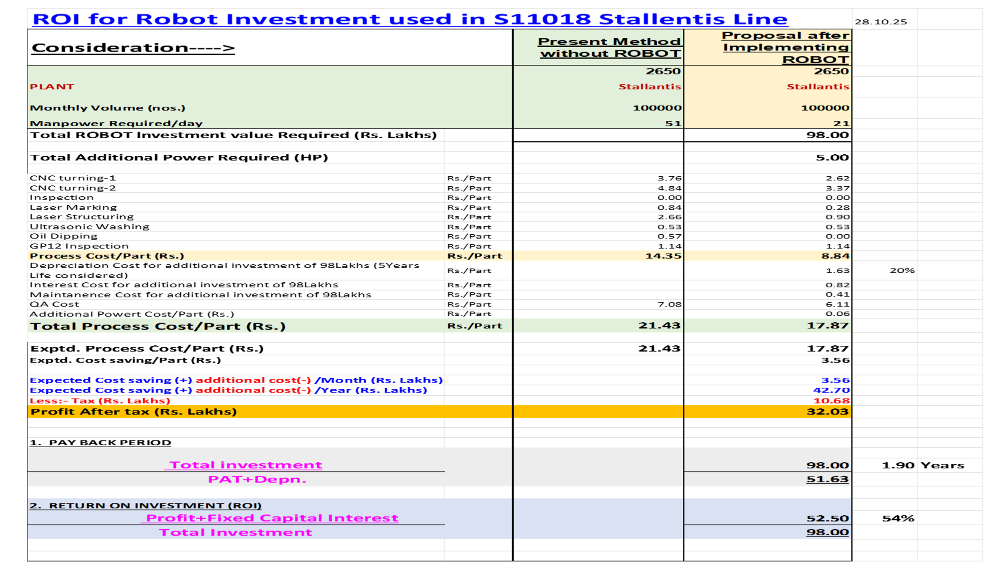 ROI for Robot Investment used in S11018 Stallentis Line 28.10.25
Consideration---->
Present Method
without ROBOT
Proposal after
Implementing
ROBOT
2650 2650
PLANT Stallantis Stallantis
Monthly Volume (nos.) 100000 100000
Manpower Required/day 51 21
Total ROBOT Investment value Required (Rs. Lakhs) 98.00
Total Additional Power Required (HP) 5.00
CNC turning-1 Rs./Part 3.76 2.62
CNC turning-2 Rs./Part 4.84 3.37
Inspection Rs./Part 0.00 0.00
Laser Marking Rs./Part 0.84 0.28
Laser Structuring Rs./Part 2.66 0.90
Ultrasonic Washing Rs./Part 0.53 0.53
Oil Dipping Rs./Part 0.57 0.00
GP12 Inspection Rs./Part 1.14 1.14
Process Cost/Part (Rs.) Rs./Part 14.35 8.84
Depreciation Cost for additional investment of 98Lakhs (5Years
Life considered) Rs./Part 1.63 20%
Interest Cost for additional investment of 98Lakhs Rs./Part 0.82
Maintanence Cost for additional investment of 98Lakhs Rs./Part 0.41
QA Cost Rs./Part 7.08 6.11
Additional Powert Cost/Part (Rs.) Rs./Part 0.06
Total Process Cost/Part (Rs.) Rs./Part 21.43 17.87
Exptd. Process Cost/Part (Rs.) 21.43 17.87
Exptd. Cost saving/Part (Rs.) 3.56
Expected Cost saving (+) additional cost(-) /Month (Rs. Lakhs) 3.56
Expected Cost saving (+) additional cost(-) /Year (Rs. Lakhs) 42.70
Less:- Tax (Rs. Lakhs) 10.68
Profit After tax (Rs. Lakhs) 32.03
1. PAY BACK PERIOD
Total investment 98.00 1.90 Years
PAT+Depn. 51.63
2. RETURN ON INVESTMENT (ROI)
Profit+Fixed Capital Interest 52.50 54%
Total Investment 98.00